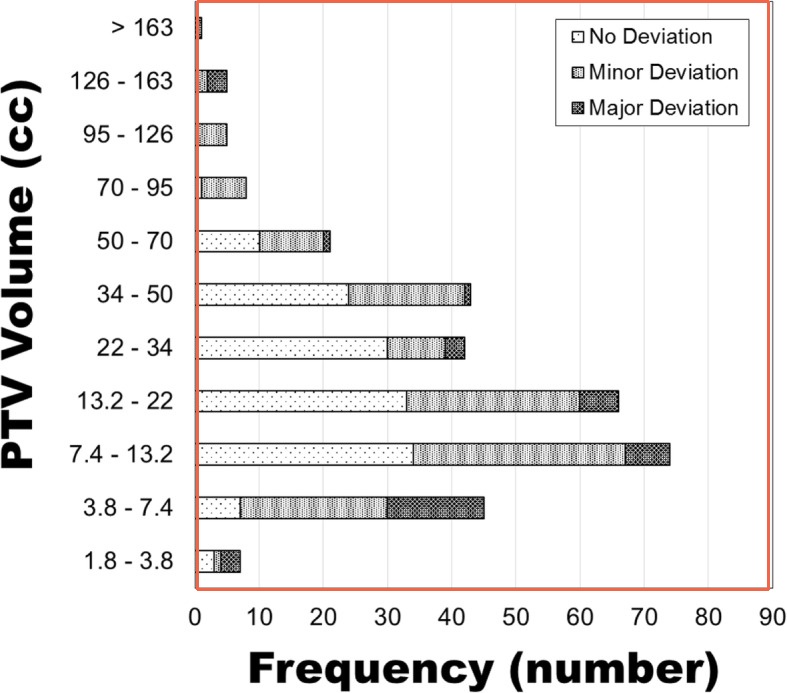 > 163
126 - 163
95 - 126
70 - 95
50 - 70
34 - 50
22 - 34
13.2 - 22
7.4 - 13.2
3.8 - 7.4
1.8 - 3.8
PTV Volume (cc)
No Deviation
Minor Deviation
Major Deviation
0 10 20 30 40 50 60 70 80 90
Frequency (number)